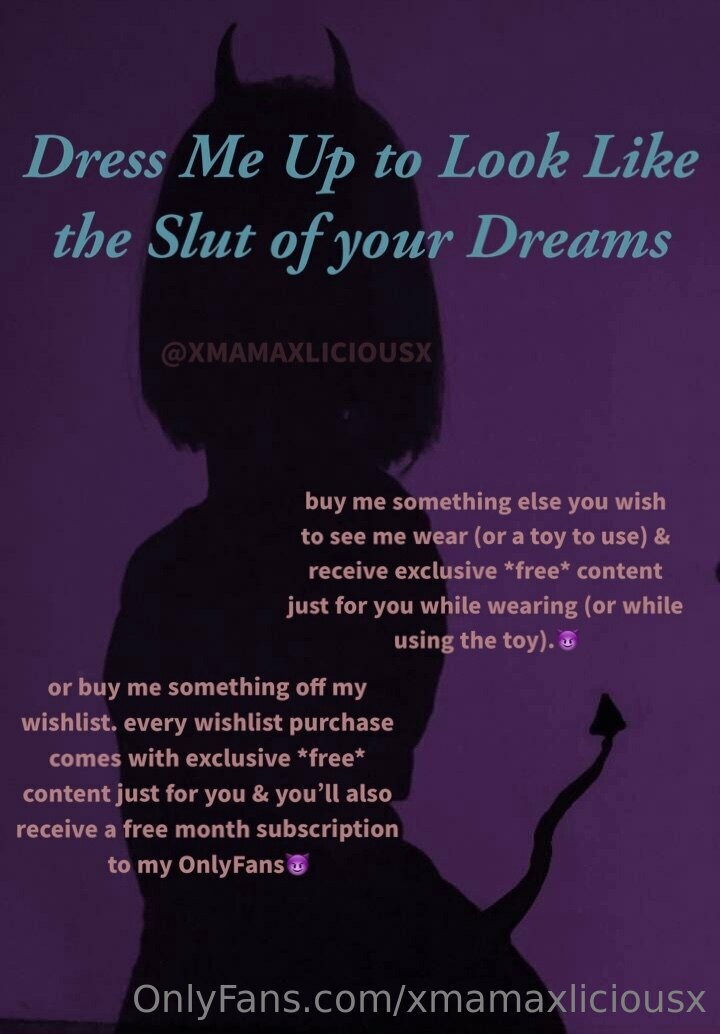 Dress Me Up to Look Like
the Slut of your Dreams
@XMAMAXLICIOUSX
buy me something else you wish
to see me wear (or a toy to use) &
receive exclusive *free* content
just for you while wearing (or while
using the toy).😈
or buy me something off my
wishlist. every wishlist purchase
comes with exclusive *free*
content just for you & you’ll also
receive a free month subscription
to my OnlyFans😈
OnlyFans.com/xmamaxliciousx